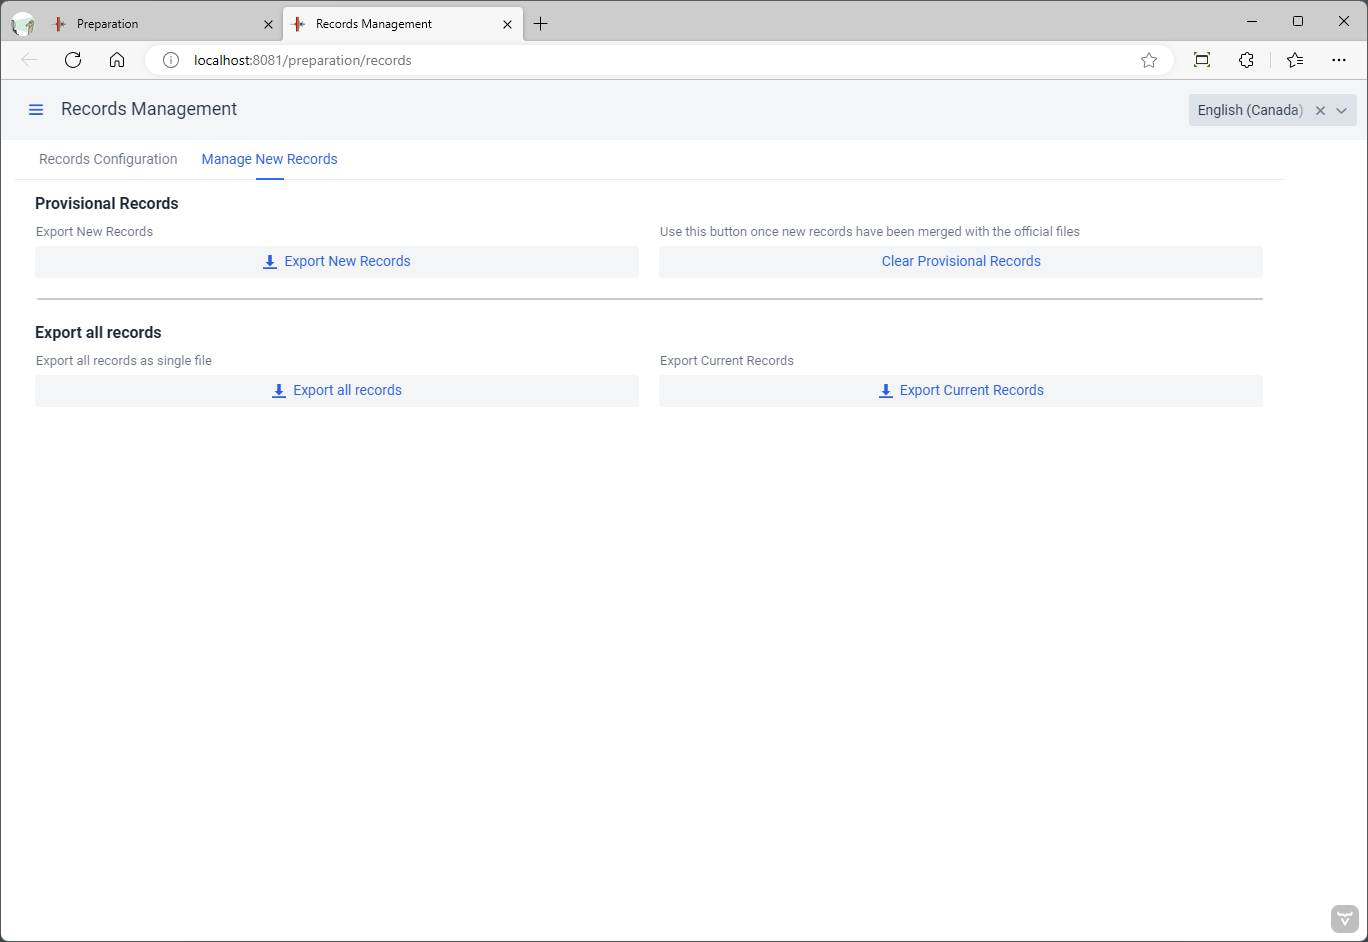 Preparation
Records Management
localhost:8081/preparation/records
Records Management
English (Canada)
Records Configuration
Manage New Records
Provisional Records
Export New Records
Use this button once new records have been merged with the official files
Export New Records
Clear Provisional Records
Export all records
Export all records as single file
Export Current Records
Export all records
Export Current Records